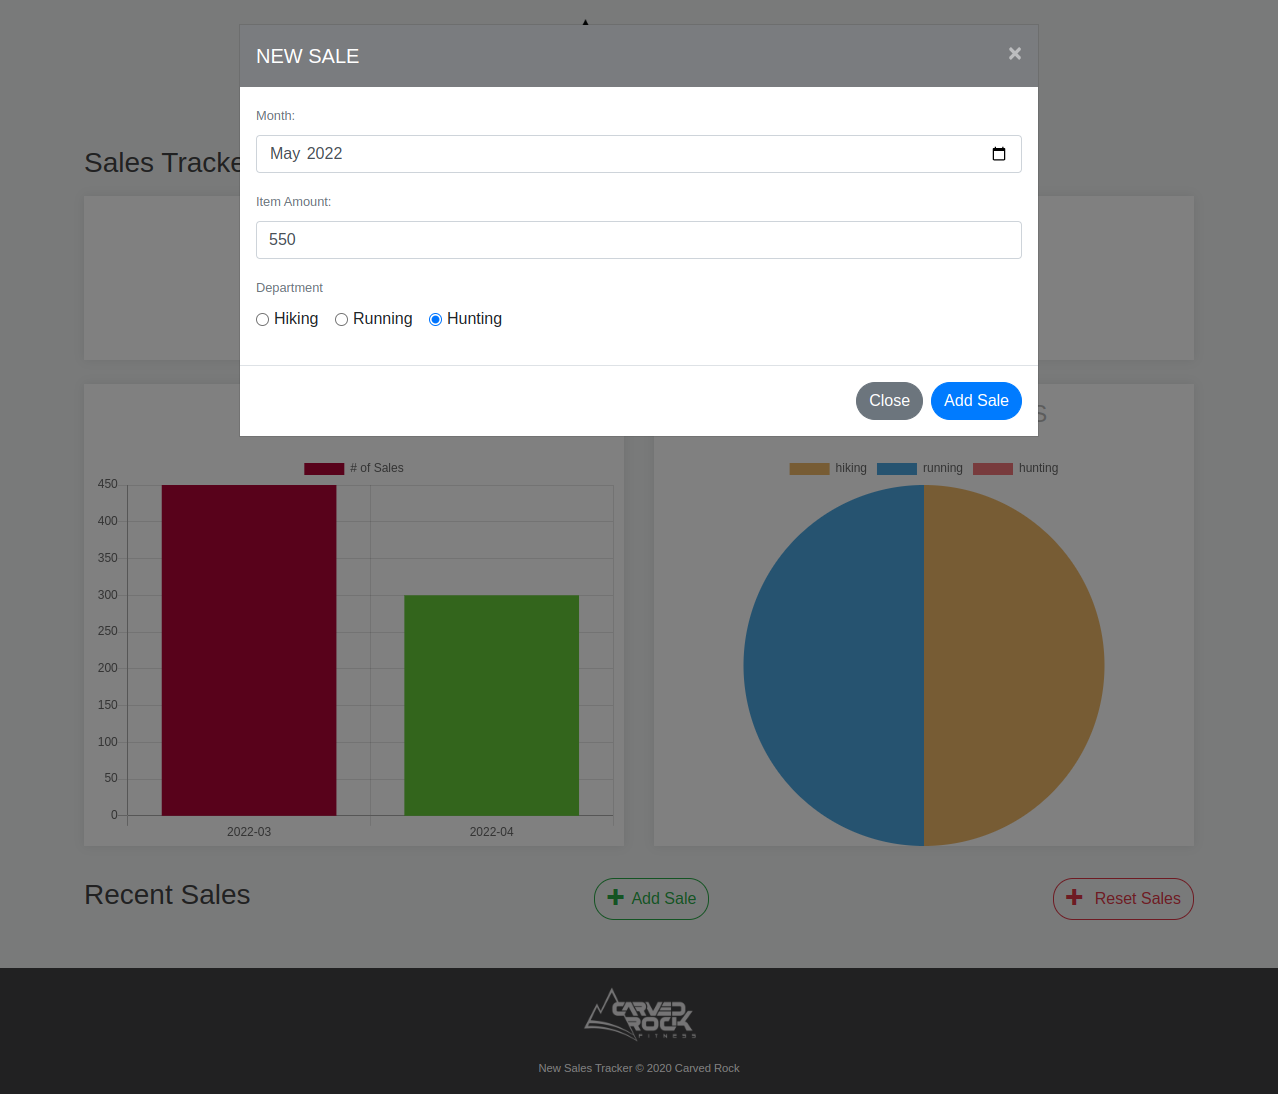 NEW SALE ×
Month:
May 2022
Item Amount:
550
Department
Hiking Running Hunting
Close Add Sale
Sales Tracke
S
# of Sales
450
400
350
300
250
200
150
100
50
0
2022-03 2022-04
hiking running hunting
Recent Sales
Add Sale
Reset Sales
CARVED
ROCK
FITNESS
New Sales Tracker © 2020 Carved Rock